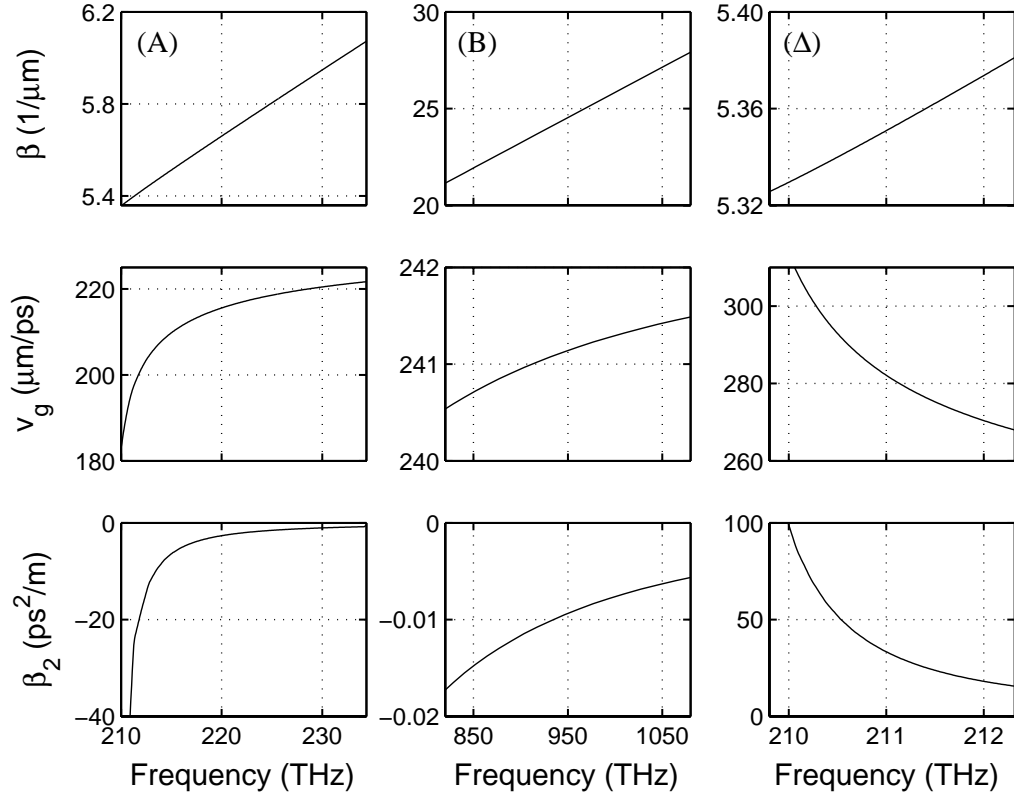 6.2
5.8
5.4
β (1/μm)
(A)
30
25
20
(B)
5.40
5.36
5.32
(Δ)
220
200
180
v_g (μm/ps)
242
241
240
300
280
260
0
−20
−40
β_2 (ps^2/m)
210 220 230
Frequency (THz)
0
−0.01
−0.02
850 950 1050
Frequency (THz)
100
50
0
210 211 212
Frequency (THz)